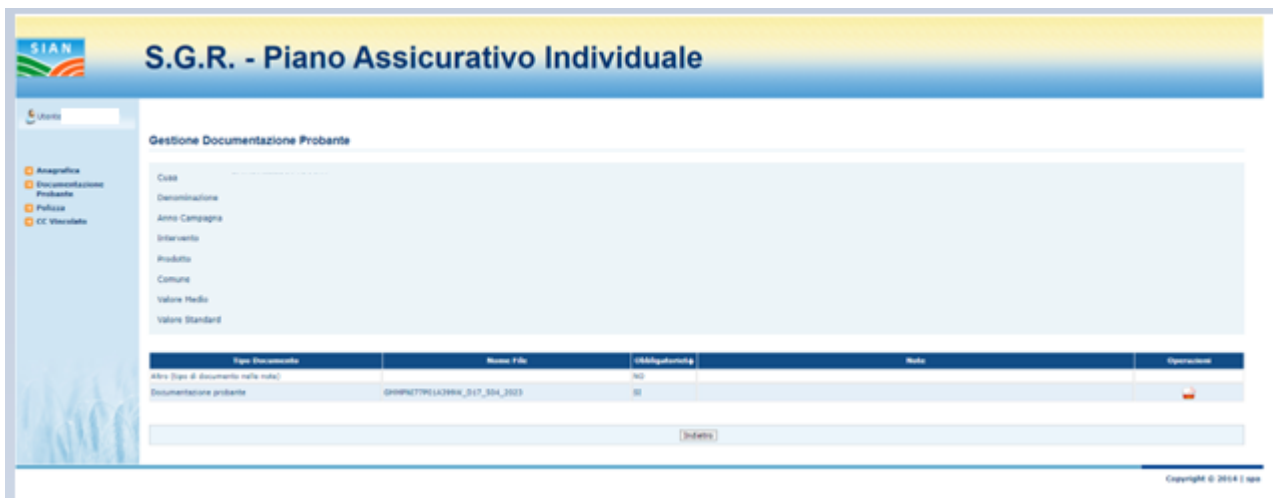 SIAN
S.G.R. - Piano Assicurativo Individuale
Utente
Gestione Documentazione Probante
Anagrafica
Documentazione
Probante
Polizza
CC Vincolato
Cuaa
Denominazione
Anno Campagna
Intervento
Prodotto
Comune
Valore Medio
Valore Standard
Tipo Documento Nome File Obbligatorietà Note Operazioni
Altro (tipo di documento nelle note) NO
Documentazione probante SI
Indietro
Copyright © 2014 | spa